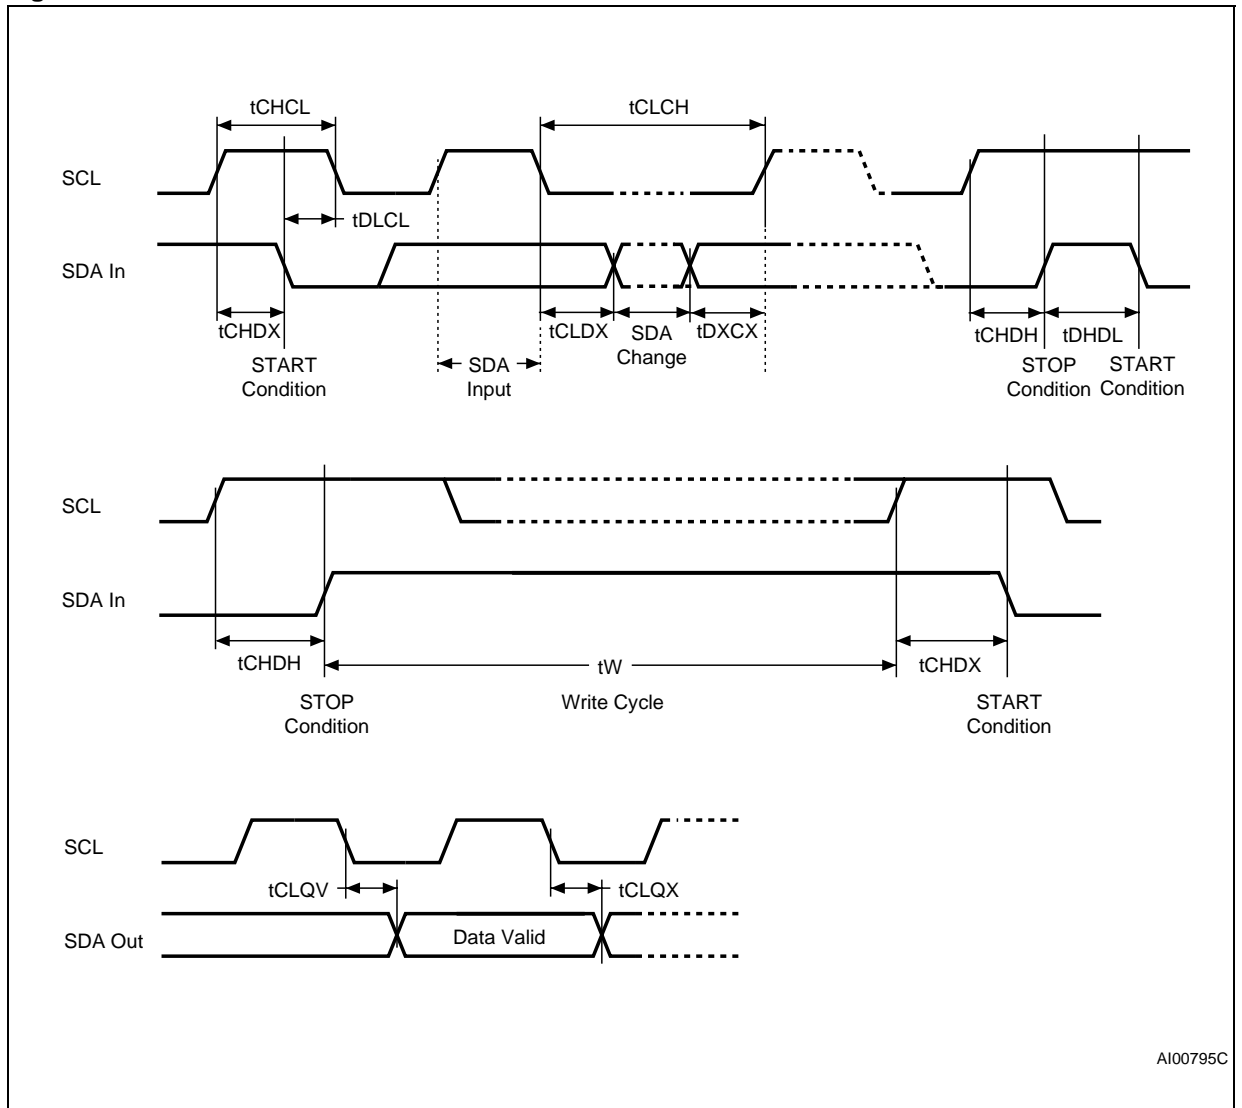 tCHCL
tCLCH
SCL
tDLCL
SDA In
tCHDX
tCLDX
SDA
Change
tDXCX
tCHDH
tDHDL
START
Condition
SDA
Input
STOP
Condition
START
Condition
SCL
SDA In
tCHDH
tW
tCHDX
STOP
Condition
Write Cycle
START
Condition
SCL
tCLQV
tCLQX
SDA Out
Data Valid
AI00795C